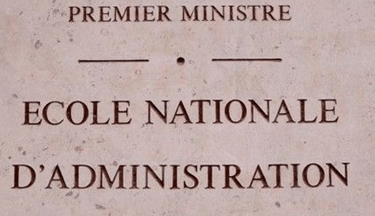 PREMIER MINISTRE
ECOLE NATIONALE
D'ADMINISTRATION